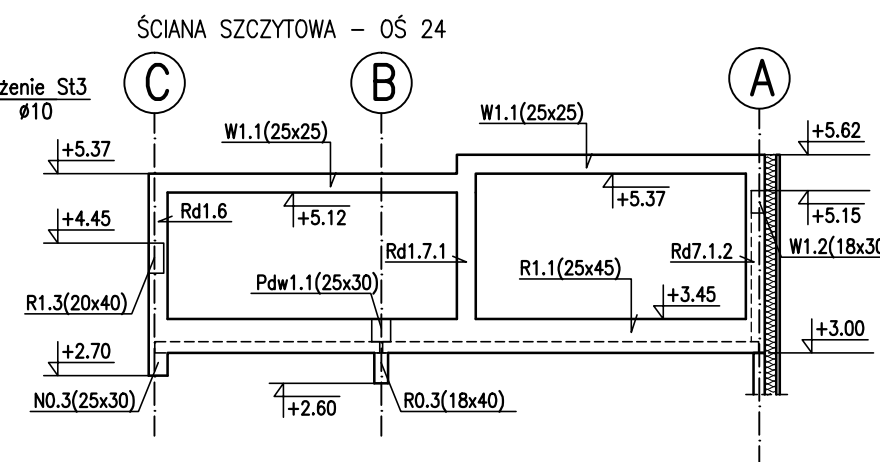 ŚCIANA SZCZYTOWA – OŚ 24
żenie St3
ø10
C
B
A
W1.1(25x25)
W1.1(25x25)
+5.37
+5.62
+4.45
Rd1.6
+5.12
+5.37
+5.15
Rd1.7.1
Rd7.1.2
W1.2(18x30
R1.3(20x40)
Pdw1.1(25x30)
R1.1(25x45)
+3.45
+2.70
+3.00
N0.3(25x30)
+2.60
R0.3(18x40)